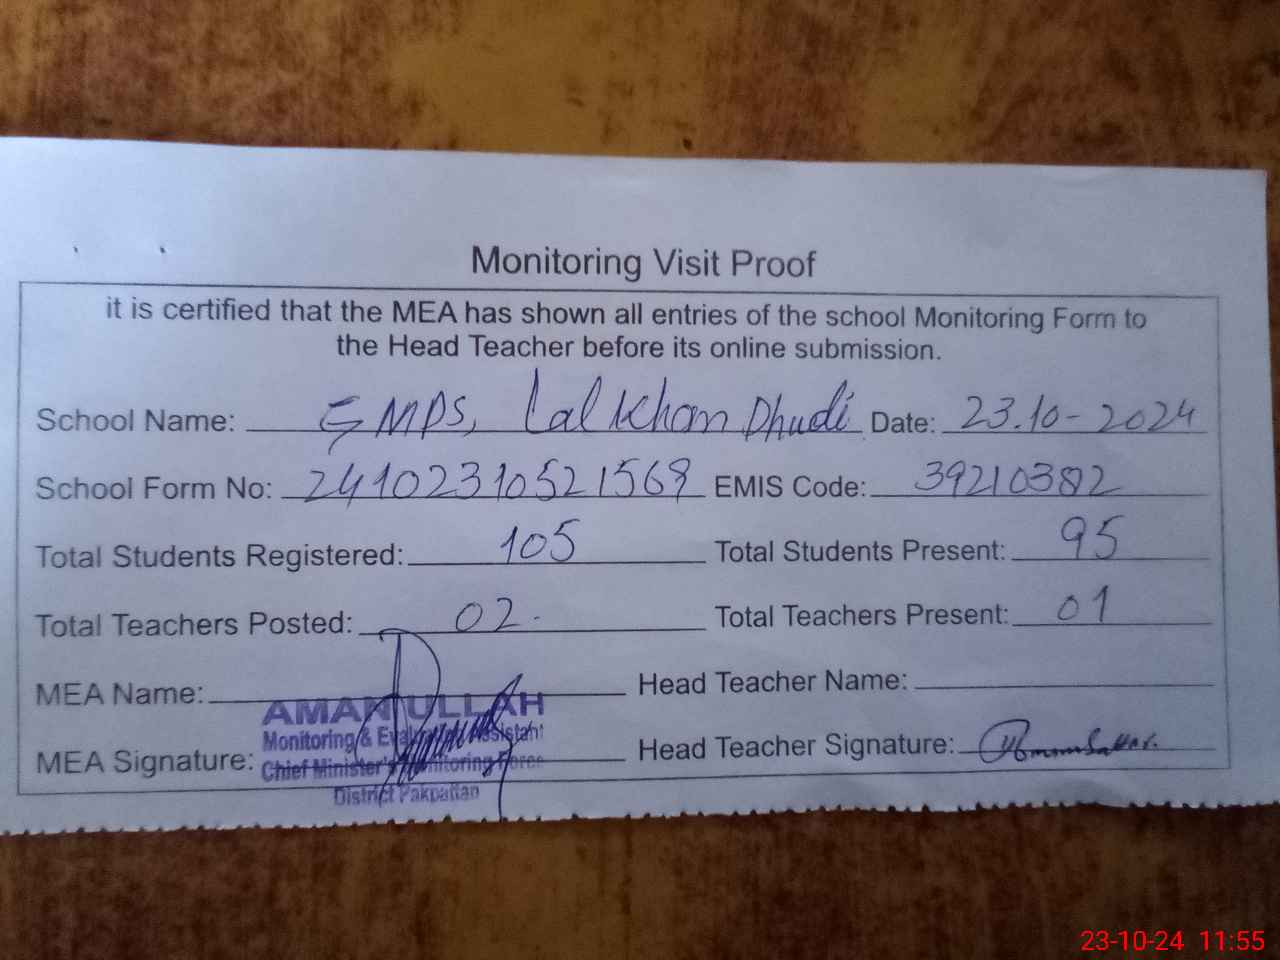 Monitoring Visit Proof
it is certified that the MEA has shown all entries of the school Monitoring Form to
the Head Teacher before its online submission.
School Name: GMPS, Lal Khan Dhudi Date: 23.10-2024
School Form No: 241023105215689 EMIS Code: 39210382
Total Students Registered: 105 Total Students Present: 95
Total Teachers Posted: 02. Total Teachers Present: 01
MEA Name: Head Teacher Name:
AMAN ULLAH
Monitoring & Evaluation Assistant
MEA Signature: Head Teacher Signature:
Chief Minister's Monitoring Force
District Pakpattan
23-10-24 11:55